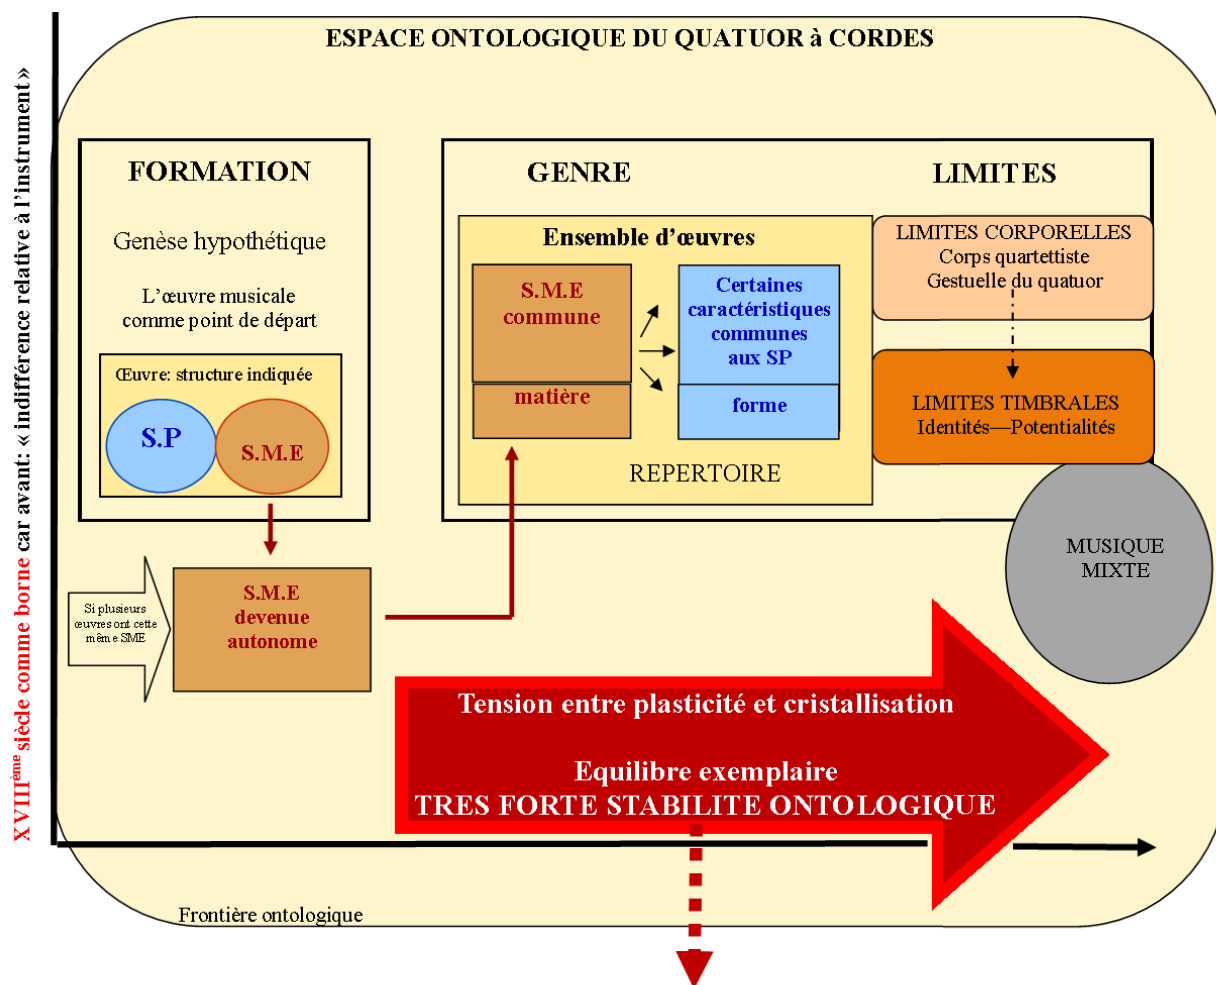 ESPACE ONTOLOGIQUE DU QUATUOR à CORDES
XVIIIème siècle comme borne car avant: « indifférence relative à l'instrument »
FORMATION
Genèse hypothétique
L'œuvre musicale
comme point de départ
Œuvre: structure indiquée
S.P
S.M.E
Si plusieurs
œuvres ont cette
même SME
S.M.E
devenue
autonome
GENRE
Ensemble d'œuvres
S.M.E
commune
matière
Certaines
caractéristiques
communes
aux SP
forme
REPERTOIRE
LIMITES
LIMITES CORPORELLES
Corps quartettiste
Gestuelle du quatuor
LIMITES TIMBRALES
Identités—Potentialités
MUSIQUE
MIXTE
Tension entre plasticité et cristallisation
Equilibre exemplaire
TRES FORTE STABILITE ONTOLOGIQUE
Frontière ontologique